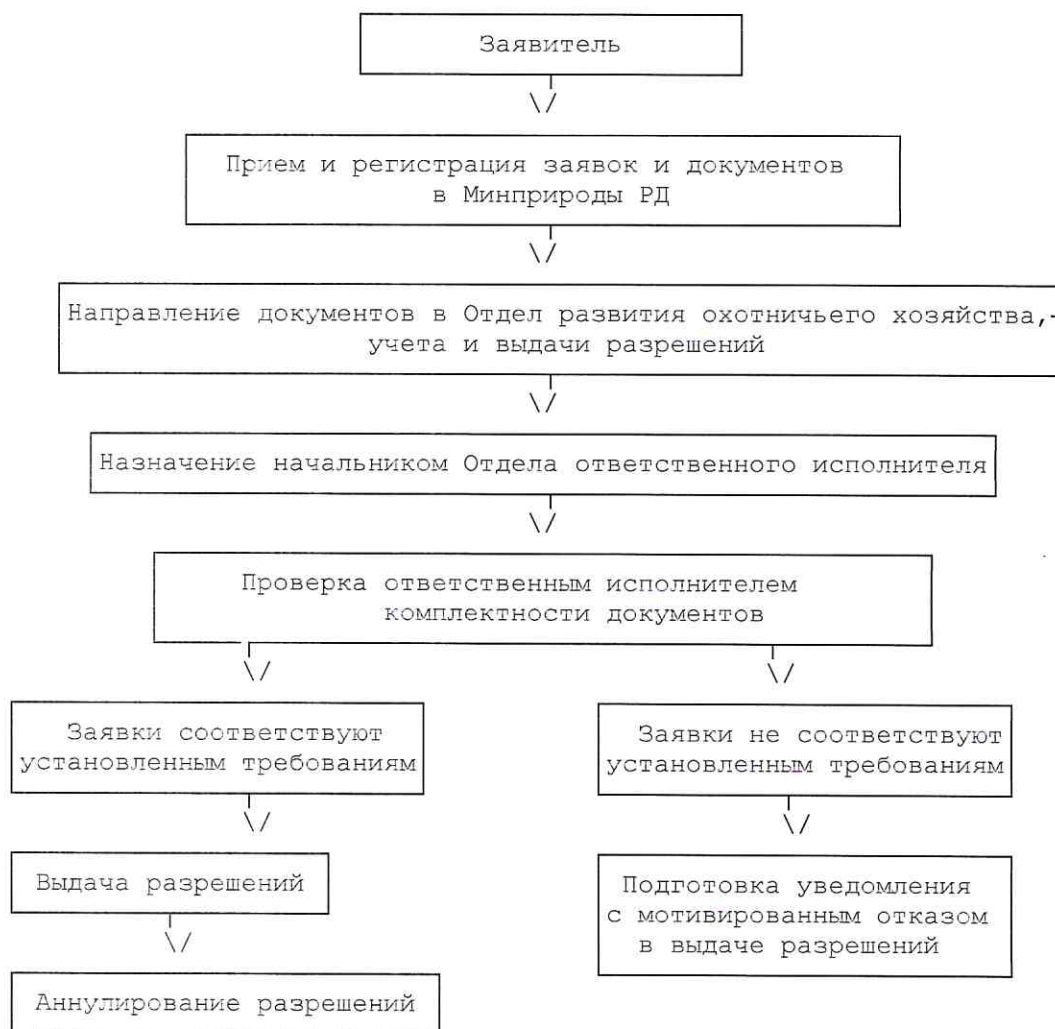 Заявитель
Прием и регистрация заявок и документов
в Минприроды РД
Направление документов в Отдел развития охотничьего хозяйства,
учета и выдачи разрешений
Назначение начальником Отдела ответственного исполнителя
Проверка ответственным исполнителем
комплектности документов
Заявки соответствуют
установленным требованиям
Заявки не соответствуют
установленным требованиям
Выдача разрешений
Подготовка уведомления
с мотивированным отказом
в выдаче разрешений
Аннулирование разрешений